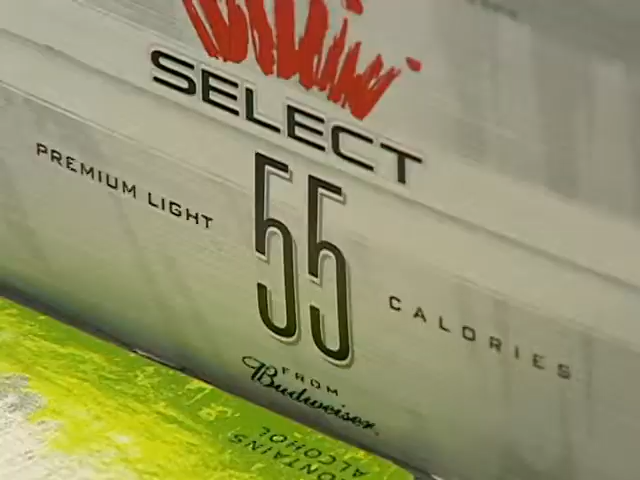 SELECT
PREMIUM LIGHT
55
CALORIES
FROM
Budweiser
CONTAINS
ALCOHOL